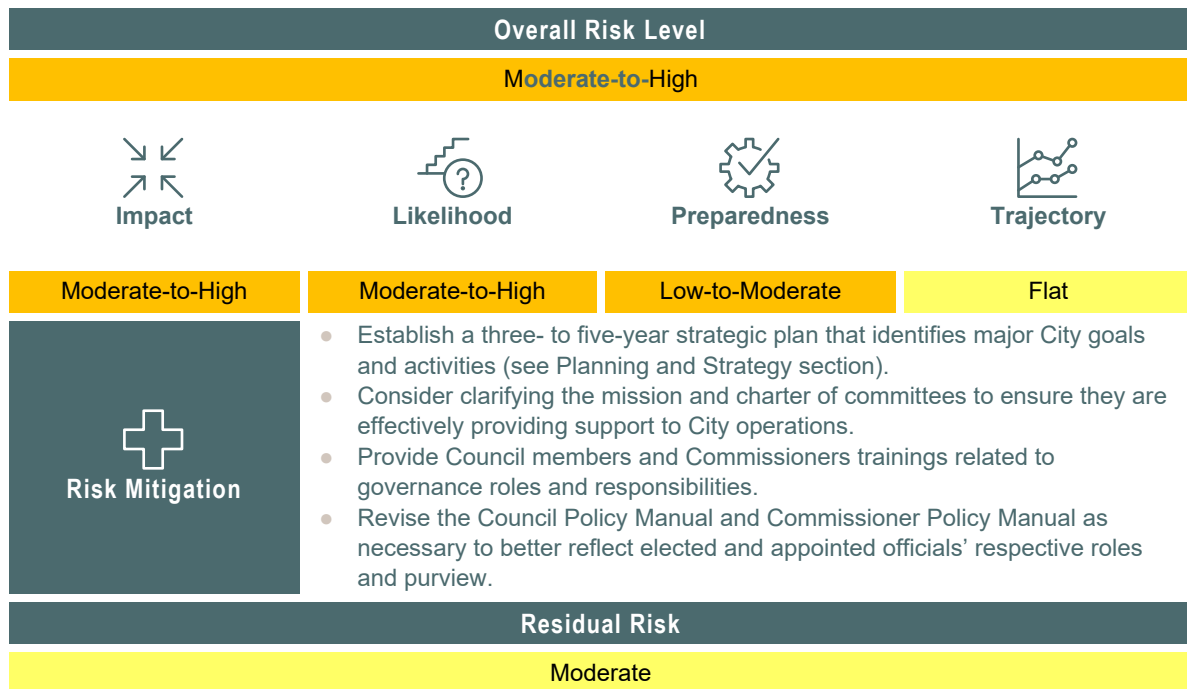 Overall Risk Level
Moderate-to-High
?
Impact
Likelihood
Preparedness
Trajectory
Moderate-to-High
Moderate-to-High
Low-to-Moderate
Flat
Risk Mitigation
● Establish a three- to five-year strategic plan that identifies major City goals
and activities (see Planning and Strategy section).
● Consider clarifying the mission and charter of committees to ensure they are
effectively providing support to City operations.
● Provide Council members and Commissioners trainings related to
governance roles and responsibilities.
● Revise the Council Policy Manual and Commissioner Policy Manual as
necessary to better reflect elected and appointed officials’ respective roles
and purview.
Residual Risk
Moderate